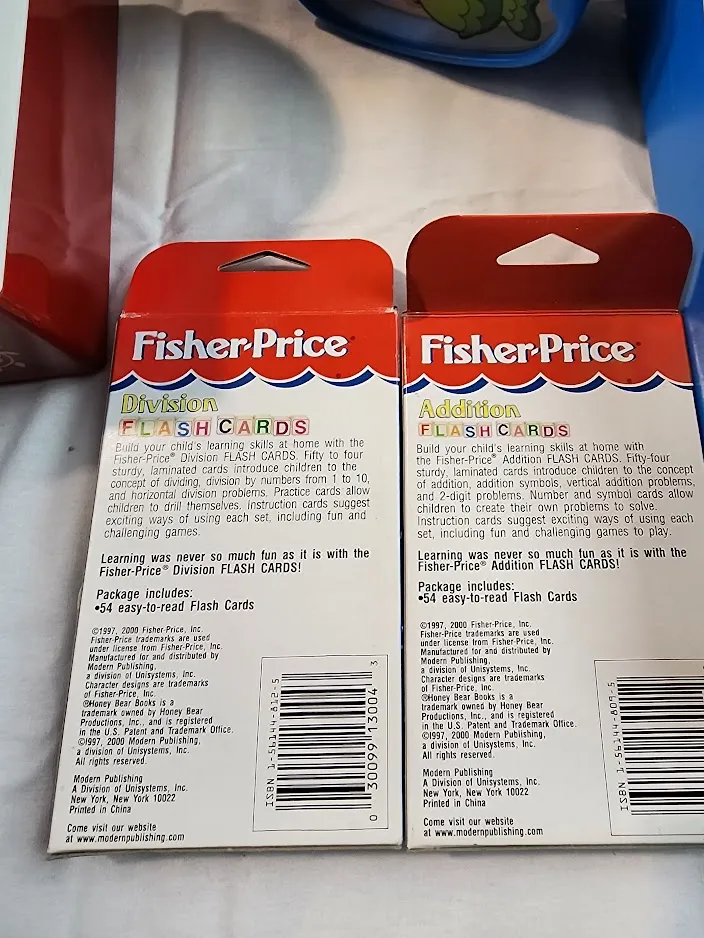 Fisher-Price
Division
FLASH CARDS
Build your child's learning skills at home with the
Fisher-Price® Division FLASH CARDS. Fifty to four
sturdy, laminated cards introduce children to the
concept of dividing, division by numbers from 1 to 10,
and horizontal division problems. Practice cards allow
children to drill themselves. Instruction cards suggest
exciting ways of using each set, including fun and
challenging games.
Learning was never so much fun as it is with the
Fisher-Price® Division FLASH CARDS!
Package includes:
•54 easy-to-read Flash Cards
©1997, 2000 Fisher-Price, Inc.
Fisher-Price trademarks are used
under license from Fisher-Price, Inc.
Manufactured for and distributed by
Modern Publishing,
a division of Unisystems, Inc.
Character designs are trademarks
of Fisher-Price, Inc.
®Honey Bear Books is a
trademark owned by Honey Bear
Productions, Inc., and is registered
in the U.S. Patent and Trademark Office.
©1997, 2000 Modern Publishing,
a division of Unisystems, Inc.
All rights reserved.
Modern Publishing
A Division of Unisystems, Inc.
New York, New York 10022
Printed in China
Come visit our website
at www.modernpublishing.com
ISBN 1-56144-812-5
0 30099 13004 3
Fisher-Price
Addition
FLASH CARDS
Build your child's learning skills at home with
the Fisher-Price® Addition FLASH CARDS. Fifty-four
sturdy, laminated cards introduce children to the concept
of addition, addition symbols, vertical addition problems,
and 2-digit problems. Number and symbol cards allow
children to create their own problems to solve.
Instruction cards suggest exciting ways of using each
set, including fun and challenging games to play.
Learning was never so much fun as it is with the
Fisher-Price® Addition FLASH CARDS!
Package includes:
•54 easy-to-read Flash Cards
©1997, 2000 Fisher-Price, Inc.
Fisher-Price trademarks are used
under license from Fisher-Price, Inc.
Manufactured for and distributed by
Modern Publishing,
a division of Unisystems, Inc.
Character designs are trademarks
of Fisher-Price, Inc.
®Honey Bear Books is a
trademark owned by Honey Bear
Productions, Inc., and is registered
in the U.S. Patent and Trademark Office.
©1997, 2000 Modern Publishing,
a division of Unisystems, Inc.
All rights reserved.
Modern Publishing
A Division of Unisystems, Inc.
New York, New York 10022
Printed in China
Come visit our website
at www.modernpublishing.com
ISBN 1-56144-809-5